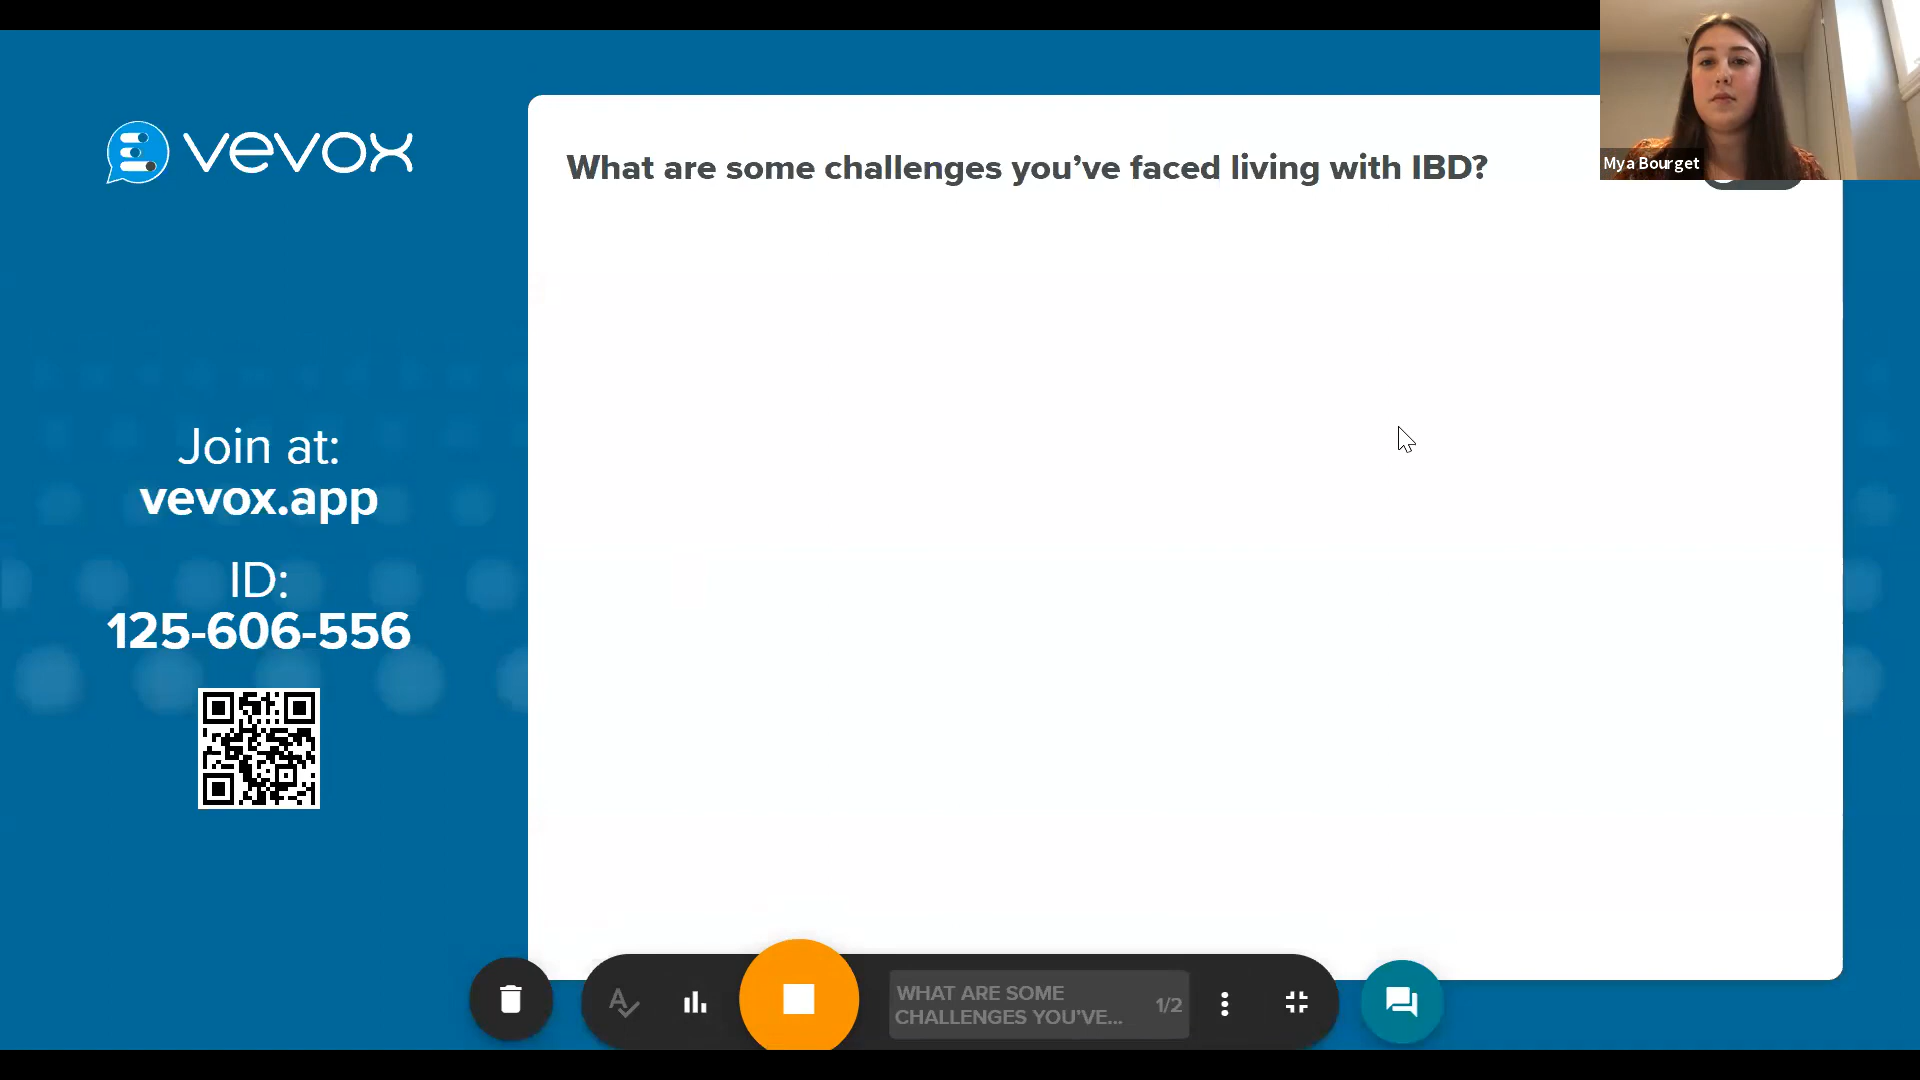 vevox
What are some challenges you've faced living with IBD?
Mya Bourget
Join at:
vevox.app
ID:
125-606-556
WHAT ARE SOME
CHALLENGES YOU'VE...
1/2